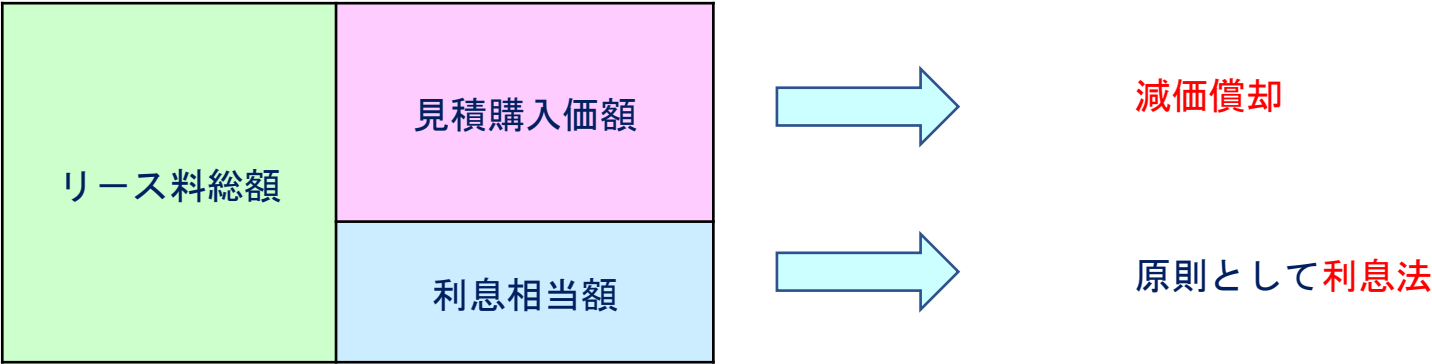 リース料総額
見積購入価額
減価償却
利息相当額
原則として利息法